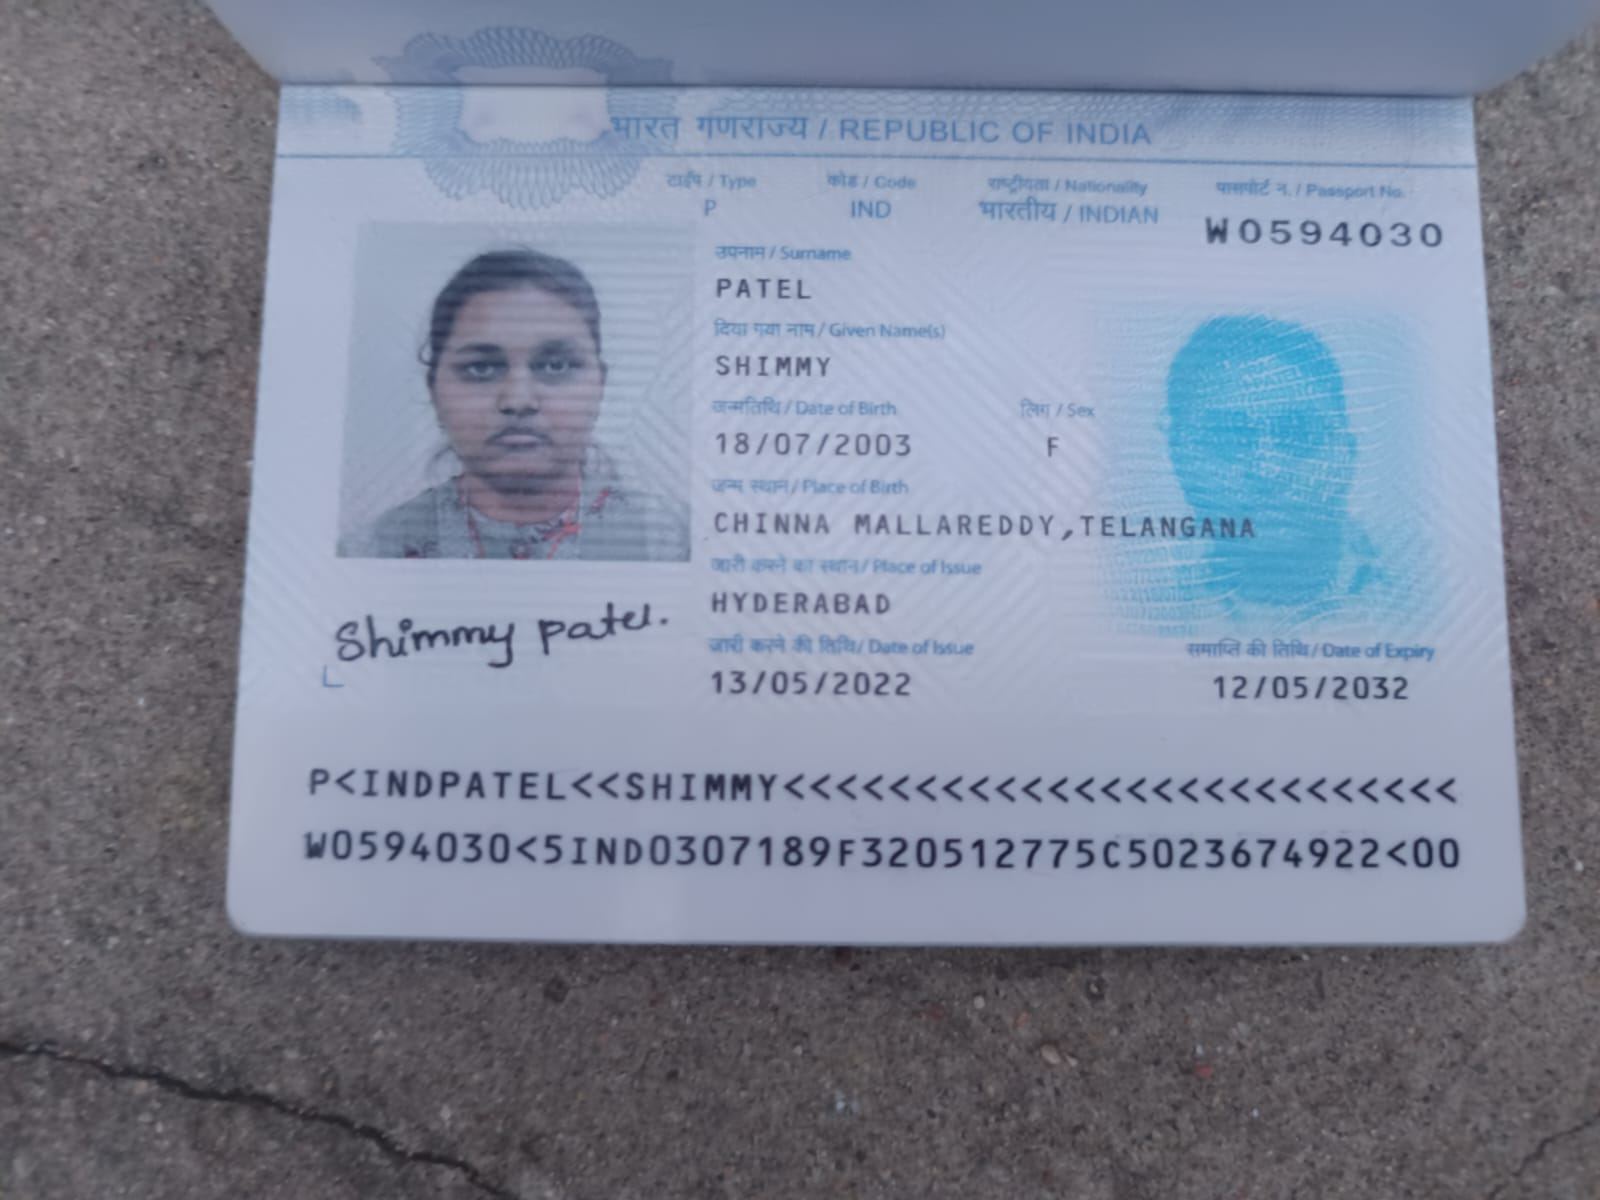 भारत गणराज्य / REPUBLIC OF INDIA
टाईप / Type कोड / Code राष्ट्रीयता / Nationality पासपोर्ट न. / Passport No.
P IND भारतीय / INDIAN W0594030
उपनाम / Surname
PATEL
दिया गया नाम / Given Name(s)
SHIMMY
जन्मतिथि / Date of Birth लिंग / Sex
18/07/2003 F
जन्म स्थान / Place of Birth
CHINNA MALLAREDDY,TELANGANA
जारी करने का स्थान / Place of Issue
HYDERABAD
Shimmy patel.
जारी करने की तिथि / Date of Issue समाप्ति की तिथि / Date of Expiry
13/05/2022 12/05/2032
P<INDPATEL<<SHIMMY<<<<<<<<<<<<<<<<<<<<<<<<<<
W0594030<5IND0307189F320512775C5023674922<00